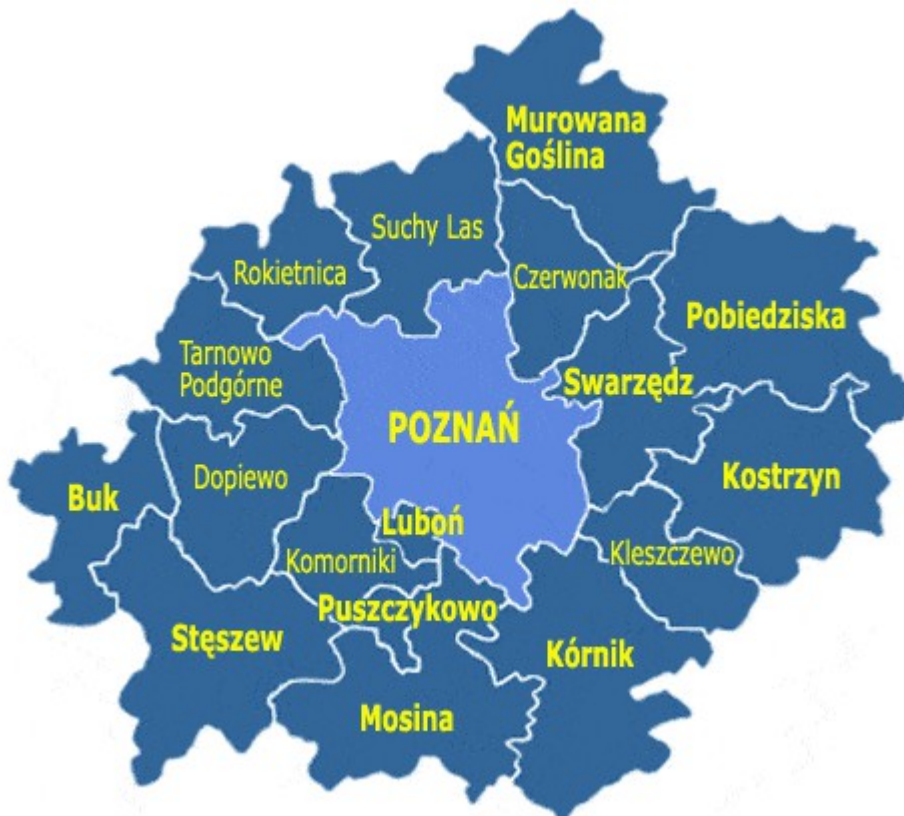 Murowana
Goślina
Suchy Las
Rokietnica
Czerwonak
Pobiedziska
Tarnowo
Podgórne
Swarzędz
POZNAŃ
Dopiewo
Kostrzyn
Buk
Luboń
Komorniki
Kleszczewo
Puszczykowo
Stęszew
Kórnik
Mosina